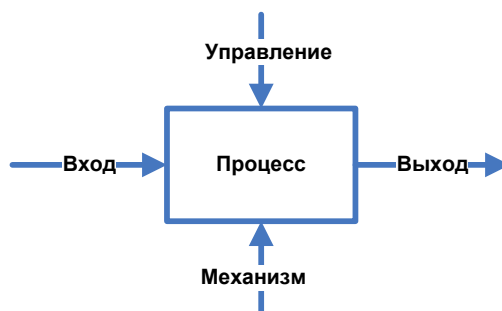 Управление
Вход
Процесс
Выход
Механизм